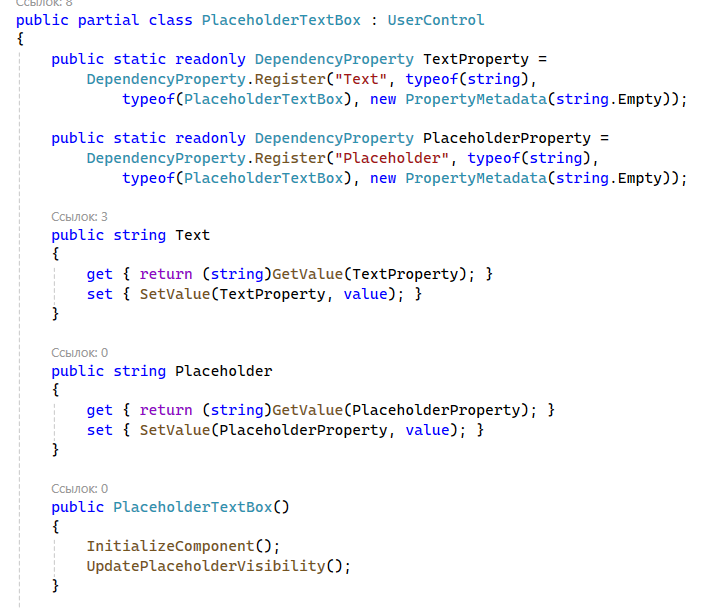 Ссылок: 8
public partial class PlaceholderTextBox : UserControl
{
    public static readonly DependencyProperty TextProperty =
        DependencyProperty.Register("Text", typeof(string),
            typeof(PlaceholderTextBox), new PropertyMetadata(string.Empty));

    public static readonly DependencyProperty PlaceholderProperty =
        DependencyProperty.Register("Placeholder", typeof(string),
            typeof(PlaceholderTextBox), new PropertyMetadata(string.Empty));

    Ссылок: 3
    public string Text
    {
        get { return (string)GetValue(TextProperty); }
        set { SetValue(TextProperty, value); }
    }

    Ссылок: 0
    public string Placeholder
    {
        get { return (string)GetValue(PlaceholderProperty); }
        set { SetValue(PlaceholderProperty, value); }
    }

    Ссылок: 0
    public PlaceholderTextBox()
    {
        InitializeComponent();
        UpdatePlaceholderVisibility();
    }